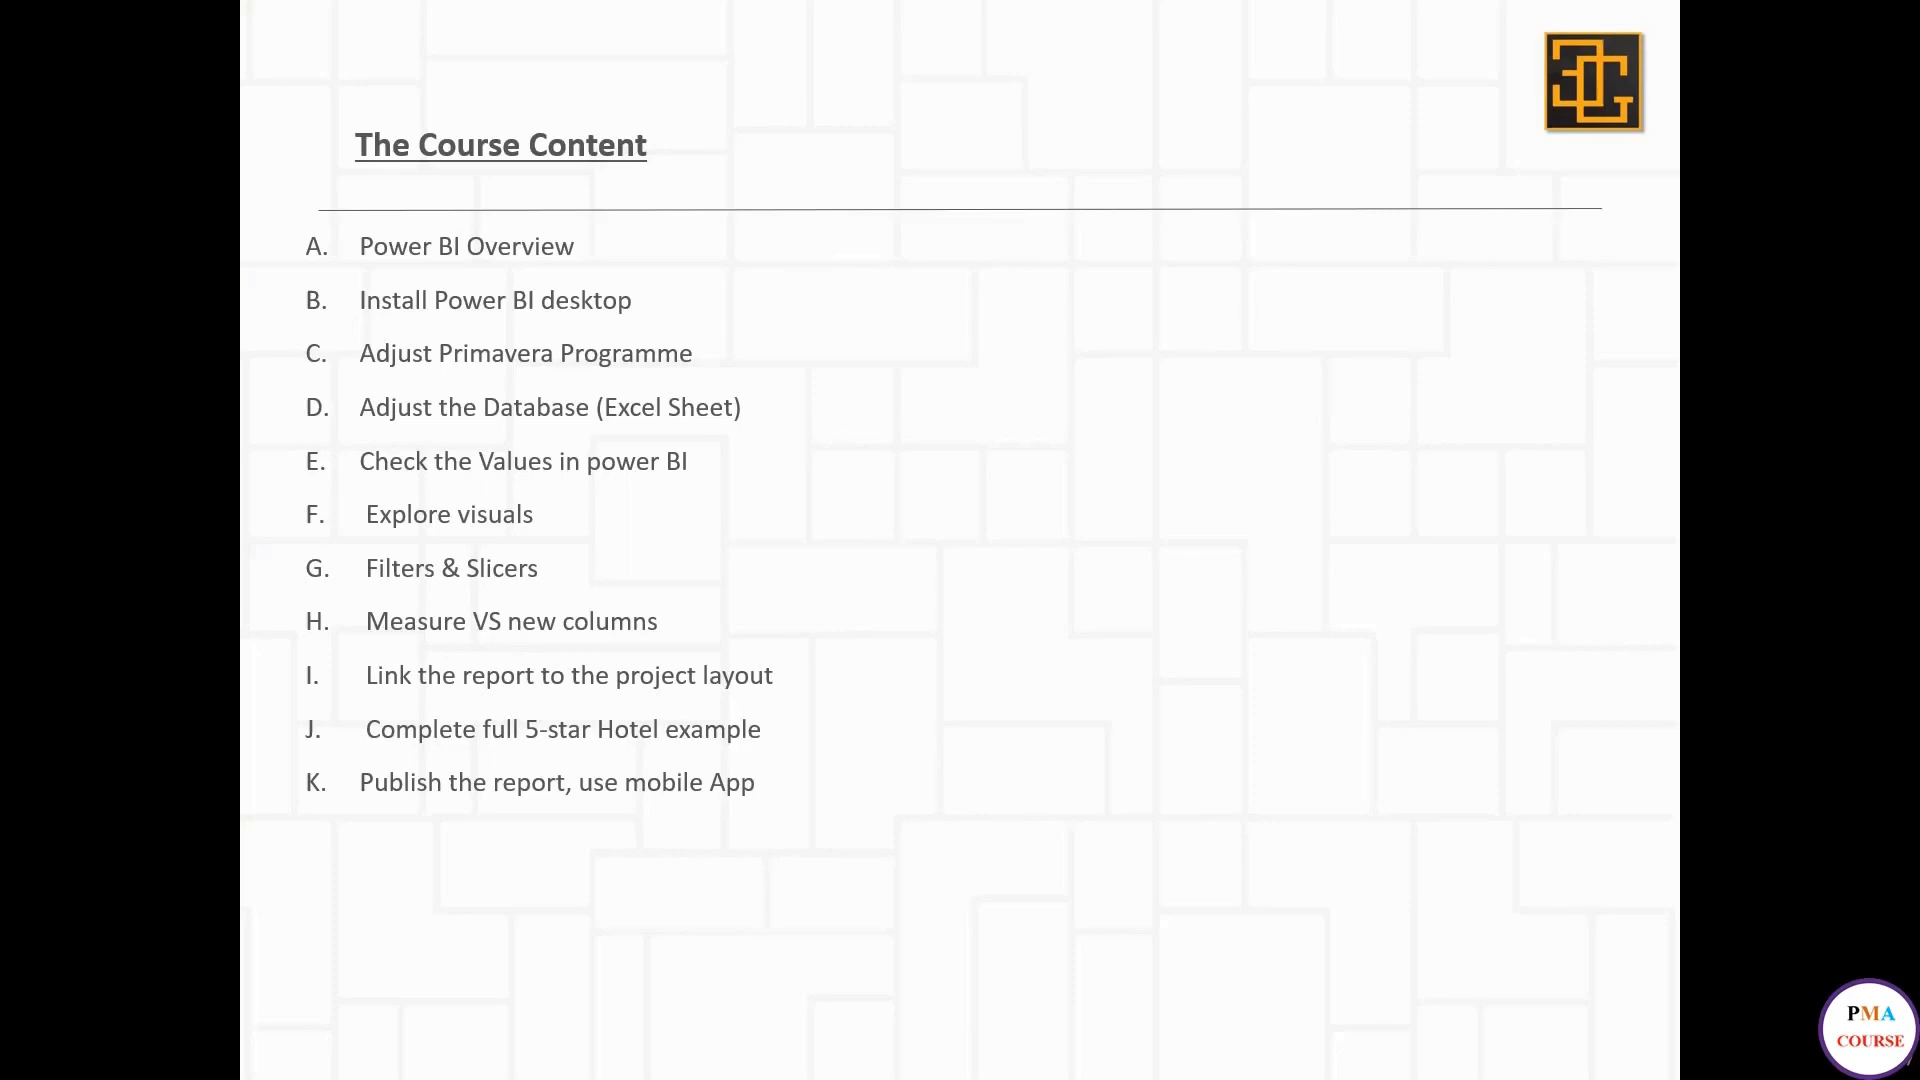 The Course Content
A. Power BI Overview
B. Install Power BI desktop
C. Adjust Primavera Programme
D. Adjust the Database (Excel Sheet)
E. Check the Values in power BI
F. Explore visuals
G. Filters & Slicers
H. Measure VS new columns
I. Link the report to the project layout
J. Complete full 5-star Hotel example
K. Publish the report, use mobile App
PMA
COURSE